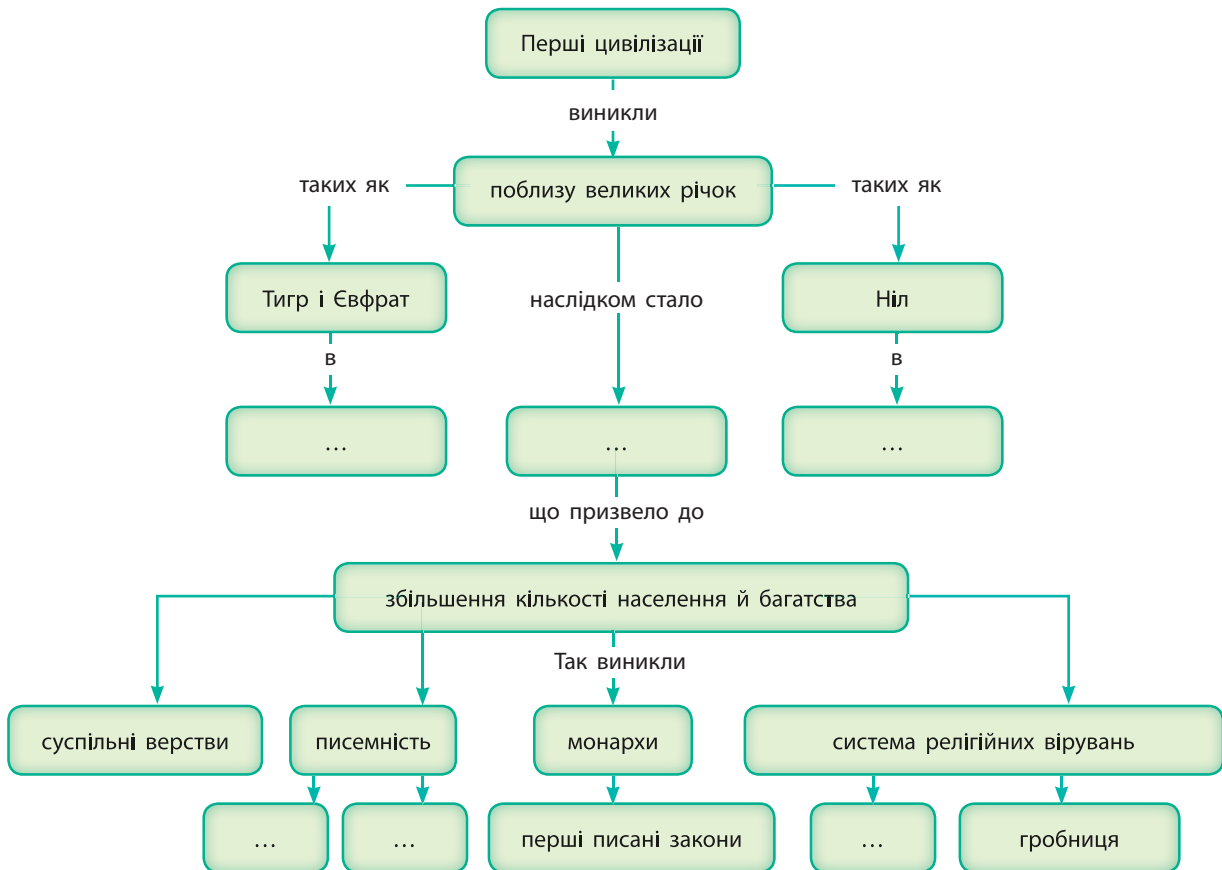 Перші цивілізації
виникли
таких як
поблизу великих річок
таких як
Тигр і Євфрат
наслідком стало
Ніл
в
в
...
...
...
що призвело до
збільшення кількості населення й багатства
Так виникли
суспільні верстви
писемність
монархи
система релігійних вірувань
...
...
перші писані закони
...
гробниця